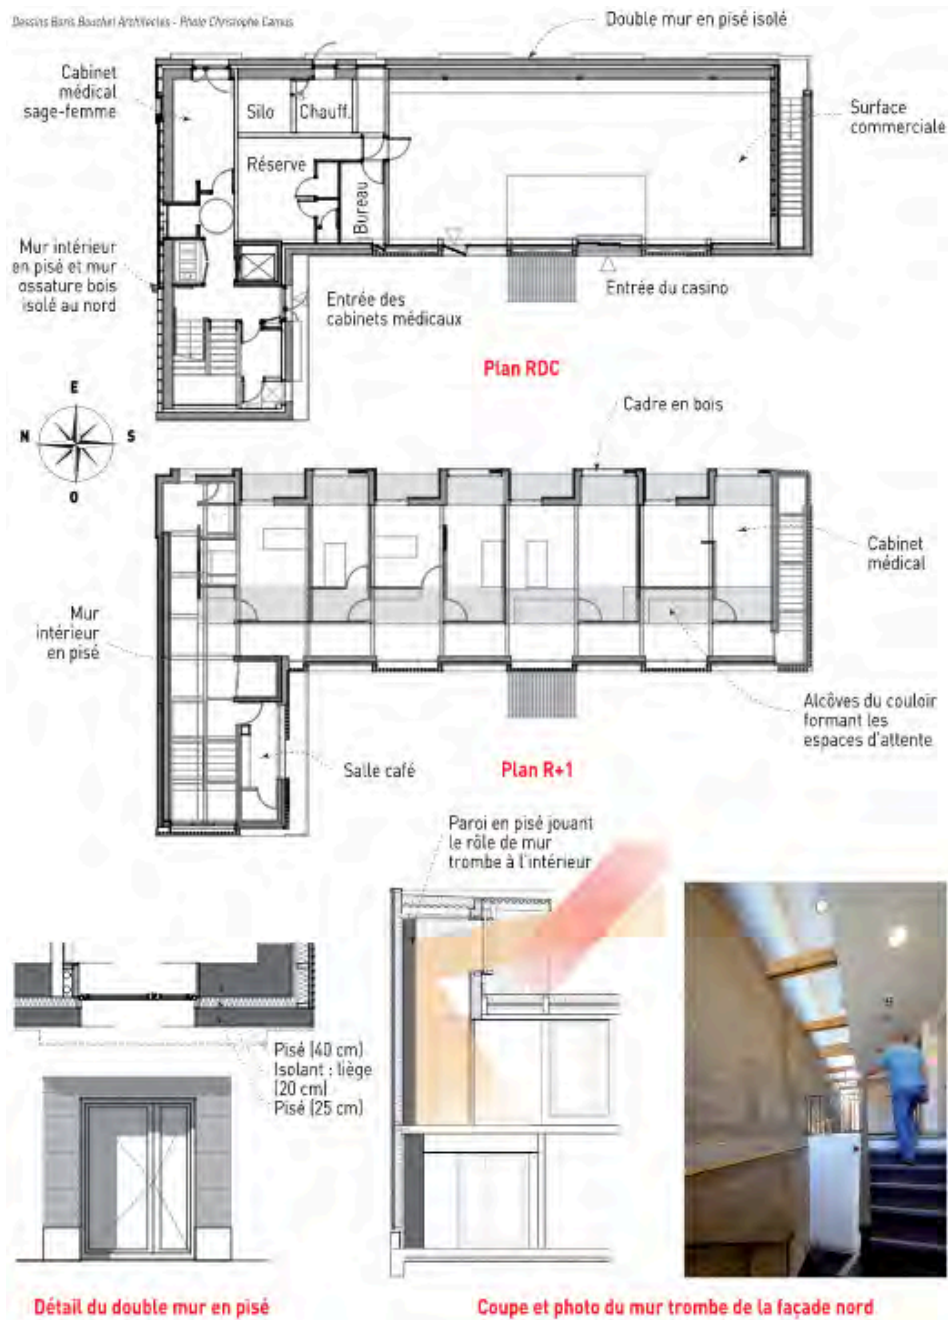 Dessins Boris Bouchet Architectes - Photo Christophe Camus
Double mur en pisé isolé
Cabinet
médical
sage-femme
Silo
Chauff.
Surface
commerciale
Réserve
Bureau
Mur intérieur
en pisé et mur
ossature bois
isolé au nord
Entrée des
cabinets médicaux
Entrée du casino
Plan RDC
E
N
S
O
Cadre en bois
Cabinet
médical
Mur
intérieur
en pisé
Alcôves du couloir
formant les
espaces d'attente
Salle café
Plan R+1
Paroi en pisé jouant
le rôle de mur
trombe à l'intérieur
Pisé (40 cm)
Isolant : liège
(20 cm)
Pisé (25 cm)
Détail du double mur en pisé
Coupe et photo du mur trombe de la façade nord